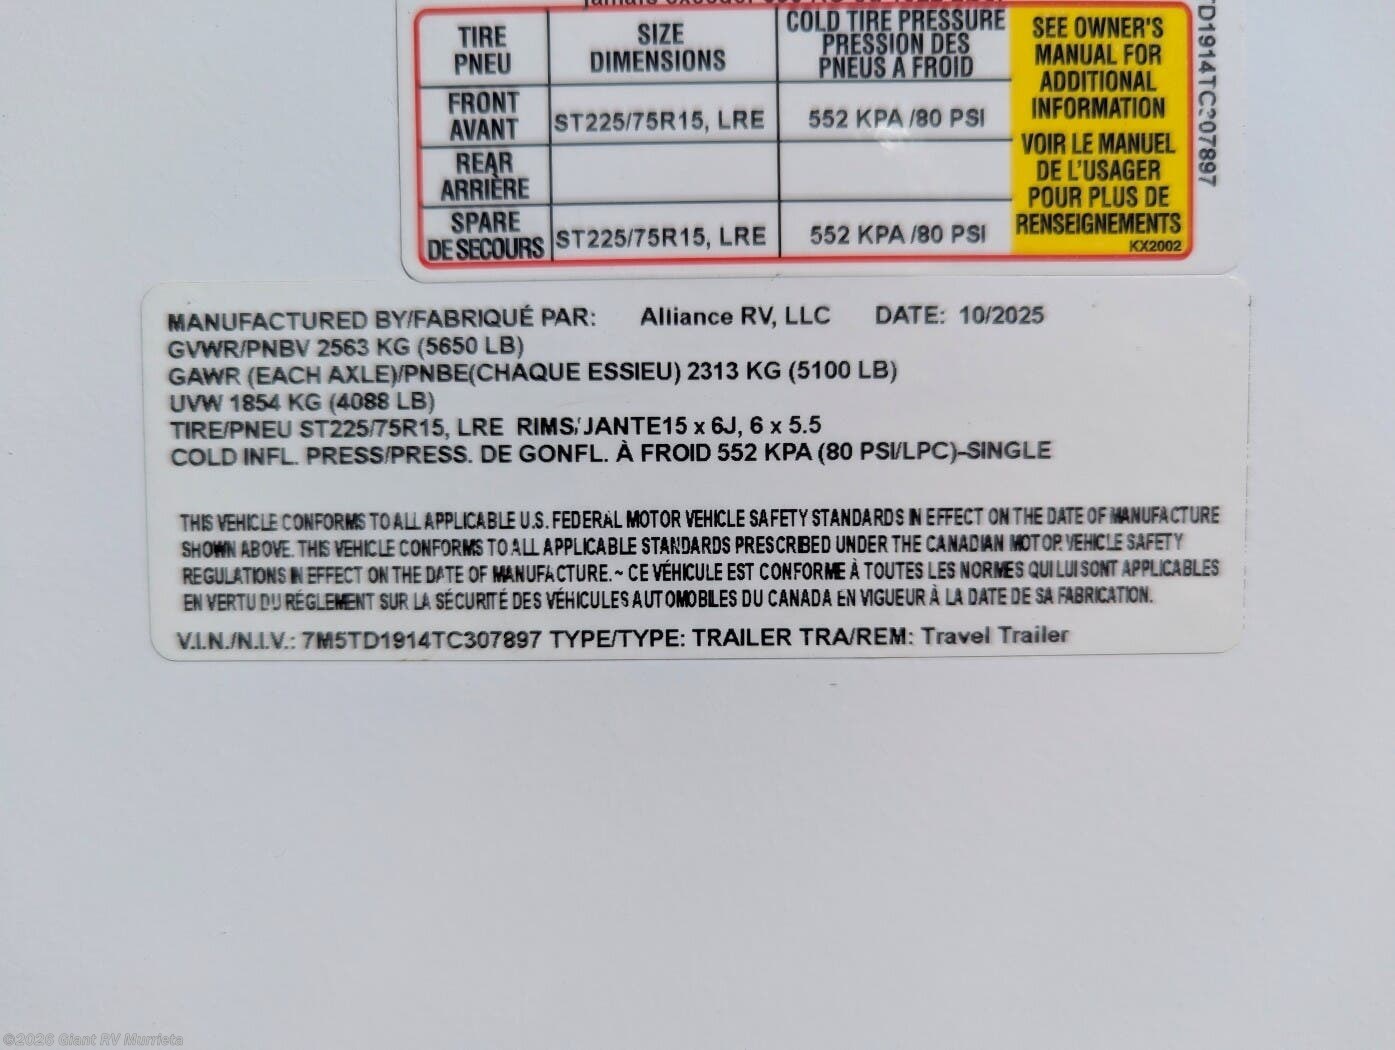 TIRE
PNEU
SIZE
DIMENSIONS
COLD TIRE PRESSURE
PRESSION DES
PNEUS A FROID
SEE OWNER'S
MANUAL FOR
ADDITIONAL
INFORMATION
VOIR LE MANUEL
DE L'USAGER
POUR PLUS DE
RENSEIGNEMENTS
KX2002
FRONT
AVANT
ST225/75R15, LRE
552 KPA /80 PSI
REAR
ARRIÈRE
SPARE
DE SECOURS
ST225/75R15, LRE
552 KPA /80 PSI
TD1914TC307897
MANUFACTURED BY/FABRIQUÉ PAR: Alliance RV, LLC DATE: 10/2025
GVWR/PNBV 2563 KG (5650 LB)
GAWR (EACH AXLE)/PNBE(CHAQUE ESSIEU) 2313 KG (5100 LB)
UVW 1854 KG (4088 LB)
TIRE/PNEU ST225/75R15, LRE RIMS/JANTE15 x 6J, 6 x 5.5
COLD INFL. PRESS/PRESS. DE GONFL. À FROID 552 KPA (80 PSI/LPC)-SINGLE
THIS VEHICLE CONFORMS TO ALL APPLICABLE U.S. FEDERAL MOTOR VEHICLE SAFETY STANDARDS IN EFFECT ON THE DATE OF MANUFACTURE
SHOWN ABOVE. THIS VEHICLE CONFORMS TO ALL APPLICABLE STANDARDS PRESCRIBED UNDER THE CANADIAN MOTOR VEHICLE SAFETY
REGULATIONS IN EFFECT ON THE DATE OF MANUFACTURE.~ CE VÉHICULE EST CONFORME À TOUTES LES NORMES QUI LUI SONT APPLICABLES
EN VERTU DU RÉGLEMENT SUR LA SÉCURITÉ DES VÉHICULES AUTOMOBILES DU CANADA EN VIGUEUR À LA DATE DE SA FABRICATION.
V.I.N./N.I.V.: 7M5TD1914TC307897 TYPE/TYPE: TRAILER TRA/REM: Travel Trailer
©2026 Giant RV Murrieta